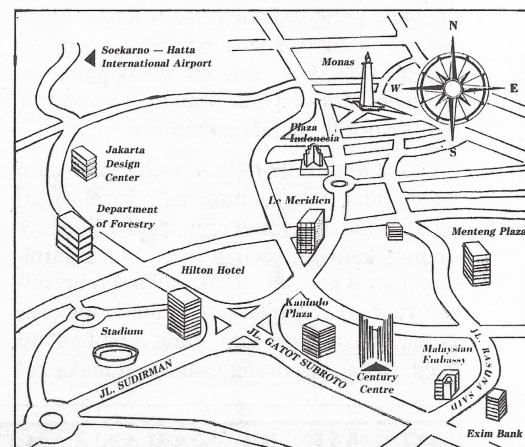 Soekarno — Hatta
International Airport
Monas
N
W
E
S
Plaza
Indonesia
Jakarta
Design
Center
Le Meridien
Department
of Forestry
Menteng Plaza
Hilton Hotel
Kanindo
Plaza
Stadium
JL. SUDIRMAN
JL. GATOT SUBROTO
Century
Centre
Malaysian
Embassy
JL. RASUNA SAID
Exim Bank